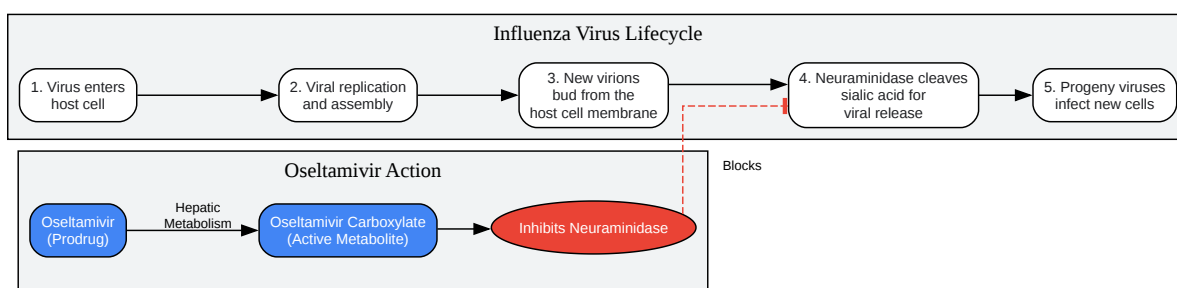 Influenza Virus Lifecycle
1. Virus enters
host cell
2. Viral replication
and assembly
3. New virions
bud from the
host cell membrane
4. Neuraminidase cleaves
sialic acid for
viral release
5. Progeny viruses
infect new cells
Oseltamivir Action
Blocks
Oseltamivir
(Prodrug)
Hepatic
Metabolism
Oseltamivir Carboxylate
(Active Metabolite)
Inhibits Neuraminidase